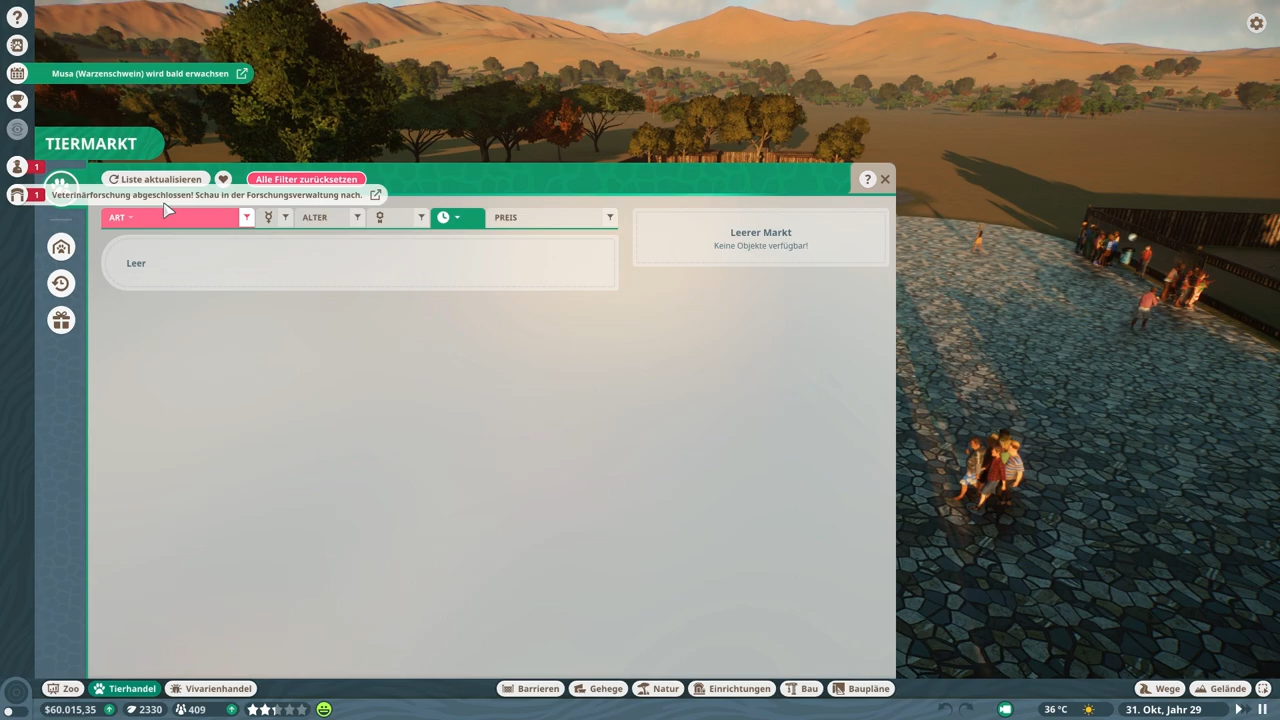 Musa (Warzenschwein) wird bald erwachsen
TIERMARKT
1
Liste aktualisieren
Alle Filter zurücksetzen
?
1
Veterinärforschung abgeschlossen! Schau in der Forschungsverwaltung nach.
ART
ALTER
PREIS
Leerer Markt
Keine Objekte verfügbar!
Leer
Zoo
Tierhandel
Vivarienhandel
Barrieren
Gehege
Natur
Einrichtungen
Bau
Baupläne
Wege
Gelände
$60.015,35
2330
409
36 °C
31. Okt, Jahr 29